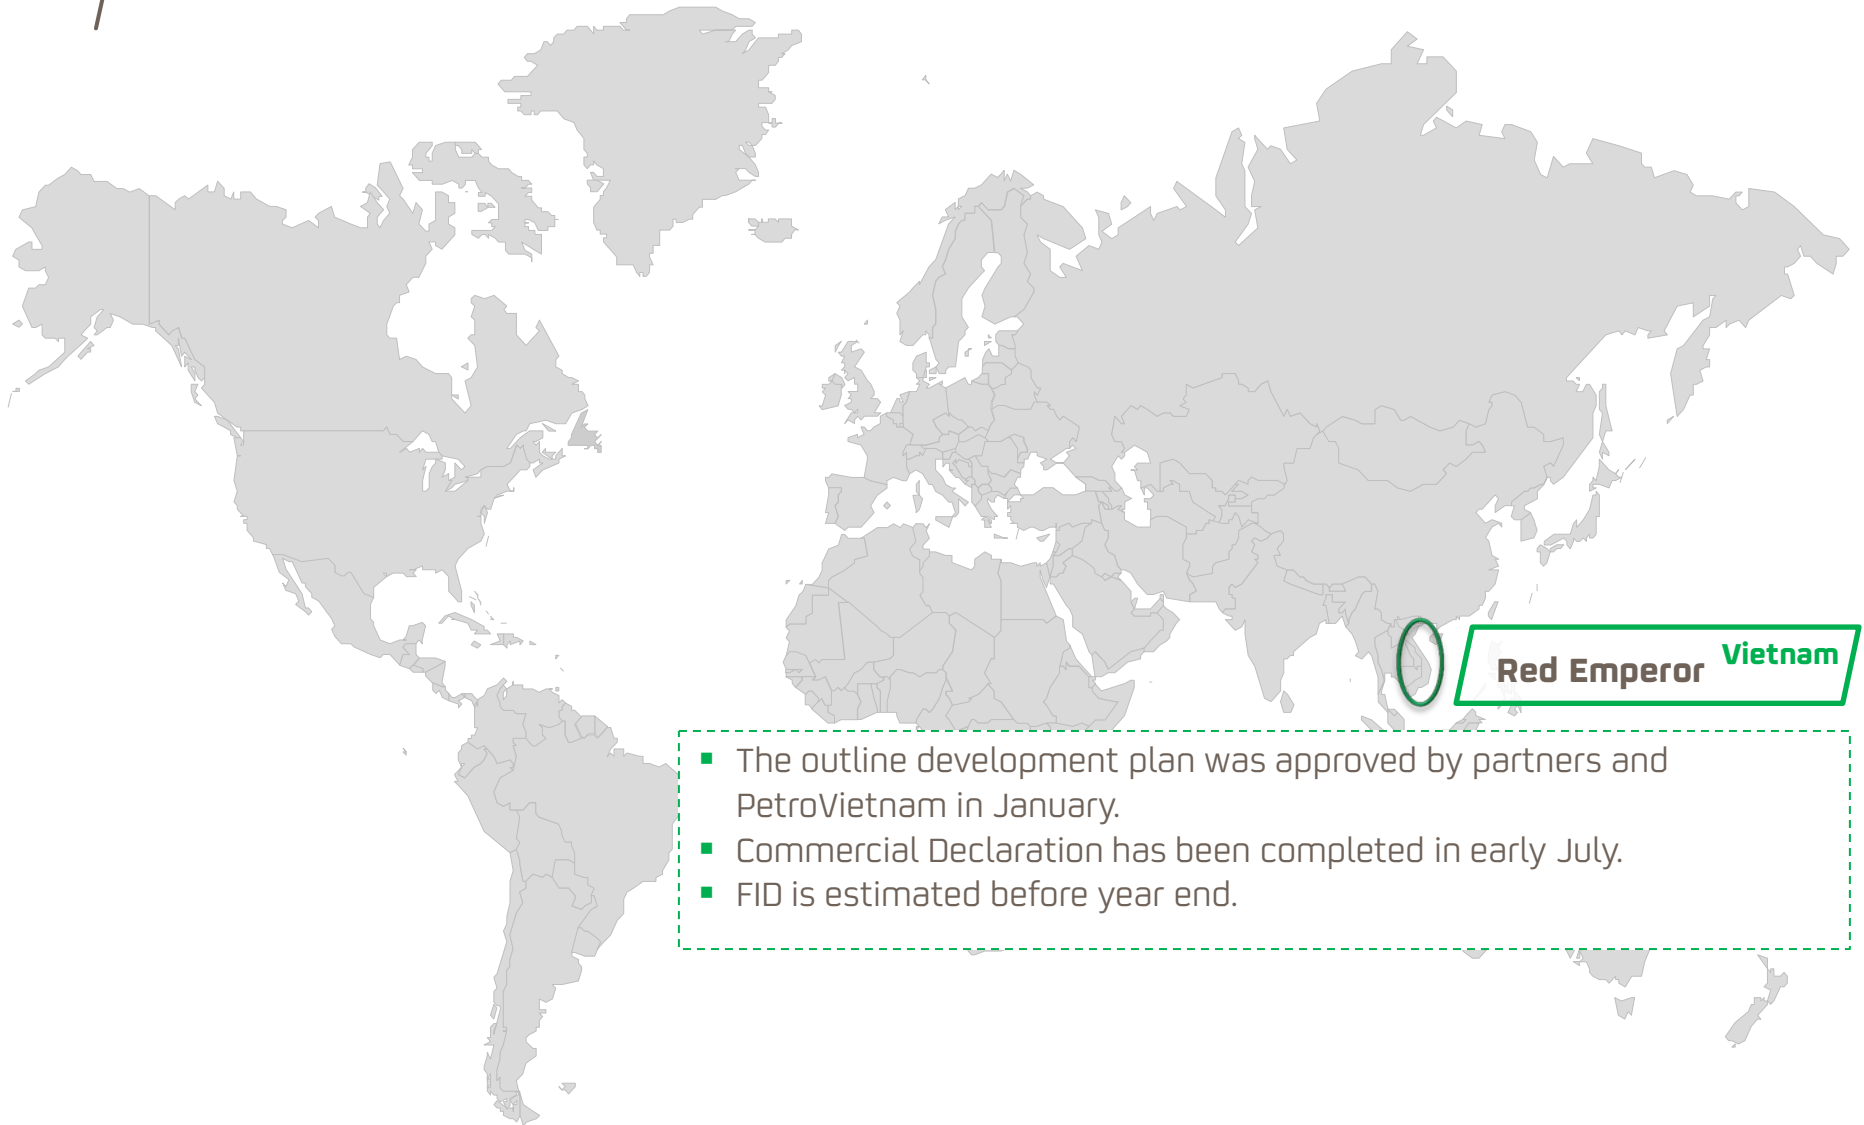 Red Emperor Vietnam
▪ The outline development plan was approved by partners and
PetroVietnam in January.
▪ Commercial Declaration has been completed in early July.
▪ FID is estimated before year end.